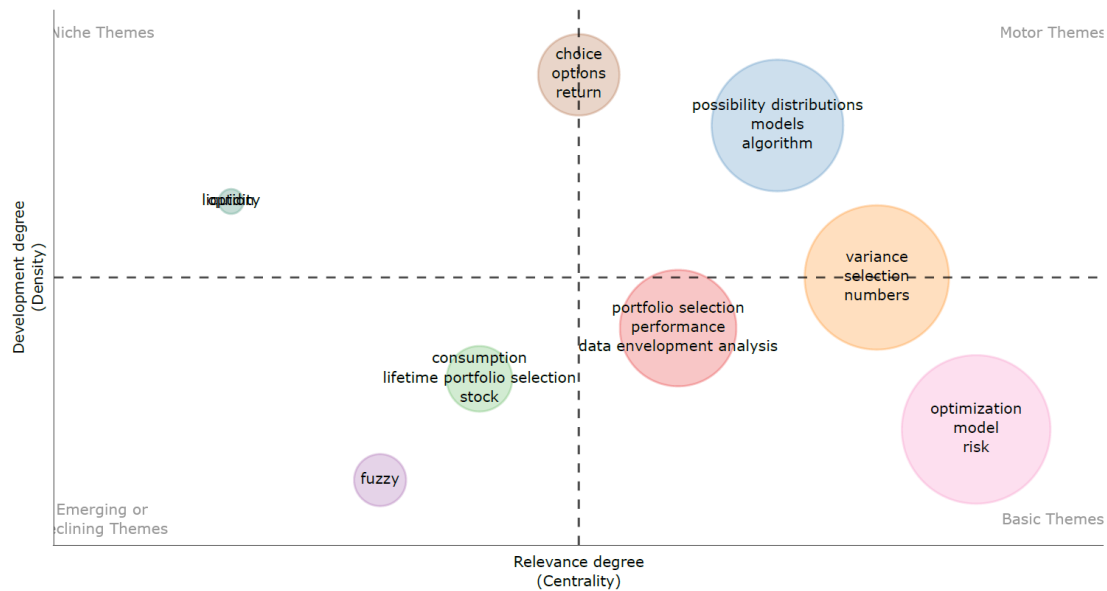 Niche Themes
Motor Themes
choice
options
return
possibility distributions
models
algorithm
liquidity
option
variance
selection
numbers
portfolio selection
performance
data envelopment analysis
consumption
lifetime portfolio selection
stock
optimization
model
risk
fuzzy
Emerging or
eclining Themes
Basic Themes
Development degree
(Density)
Relevance degree
(Centrality)